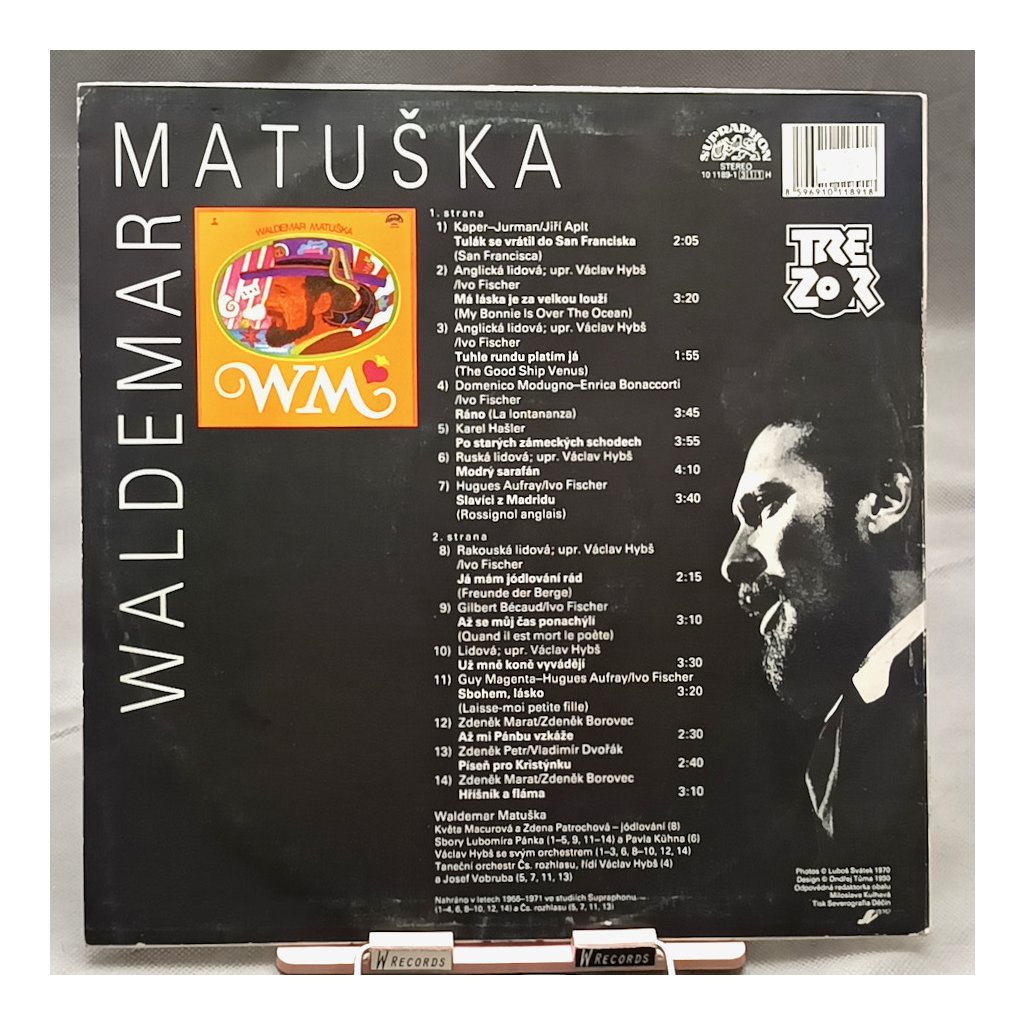 WALDEMAR
MATUŠKA
SUPRAPHON
STEREO
10 1189-1 H
8 596910 118918
TREZOR
WALDEMAR MATUŠKA
WM
1. strana
1) Kaper–Jurman/Jiří Aplt
Tulák se vrátil do San Franciska 2:05
(San Francisca)
2) Anglická lidová; upr. Václav Hybš
/Ivo Fischer
Má láska je za velkou louží 3:20
(My Bonnie Is Over The Ocean)
3) Anglická lidová; upr. Václav Hybš
/Ivo Fischer
Tuhle rundu platím já 1:55
(The Good Ship Venus)
4) Domenico Modugno–Enrica Bonaccorti
/Ivo Fischer
Ráno (La lontananza) 3:45
5) Karel Hašler
Po starých zámeckých schodech 3:55
6) Ruská lidová; upr. Václav Hybš
Modrý sarafán 4:10
7) Hugues Aufray/Ivo Fischer
Slavíci z Madridu 3:40
(Rossignol anglais)
2. strana
8) Rakouská lidová; upr. Václav Hybš
/Ivo Fischer
Já mám jódlování rád 2:15
(Freunde der Berge)
9) Gilbert Bécaud/Ivo Fischer
Až se můj čas ponachýlí 3:10
(Quand il est mort le poète)
10) Lidová; upr. Václav Hybš
Už mně koně vyvádějí 3:30
11) Guy Magenta–Hugues Aufray/Ivo Fischer
Sbohem, lásko 3:20
(Laisse-moi petite fille)
12) Zdeněk Marat/Zdeněk Borovec
Až mi Pánbu vzkáže 2:30
13) Zdeněk Petr/Vladimír Dvořák
Píseň pro Kristýnku 2:40
14) Zdeněk Marat/Zdeněk Borovec
Hříšník a fláma 3:10
Waldemar Matuška
Květa Macurová a Zdena Patrochová – jódlování (8)
Sbory Lubomíra Pánka (1–5, 9, 11–14) a Pavla Kühna (6)
Václav Hybš se svým orchestrem (1–3, 6, 8–10, 12, 14)
Taneční orchestr Čs. rozhlasu, řídí Václav Hybš (4)
a Josef Vobruba (5, 7, 11, 13)
Nahráno v letech 1966–1971 ve studiích Supraphonu
(1–4, 6, 8–10, 12, 14) a Čs. rozhlasu (5, 7, 11, 13)
Photos © Luboš Svátek 1970
Design © Ondřej Tůma 1990
Odpovědná redaktorka obalu
Miloslava Kulhavá
Tisk Severografia Děčín
W RECORDS
W RECORDS